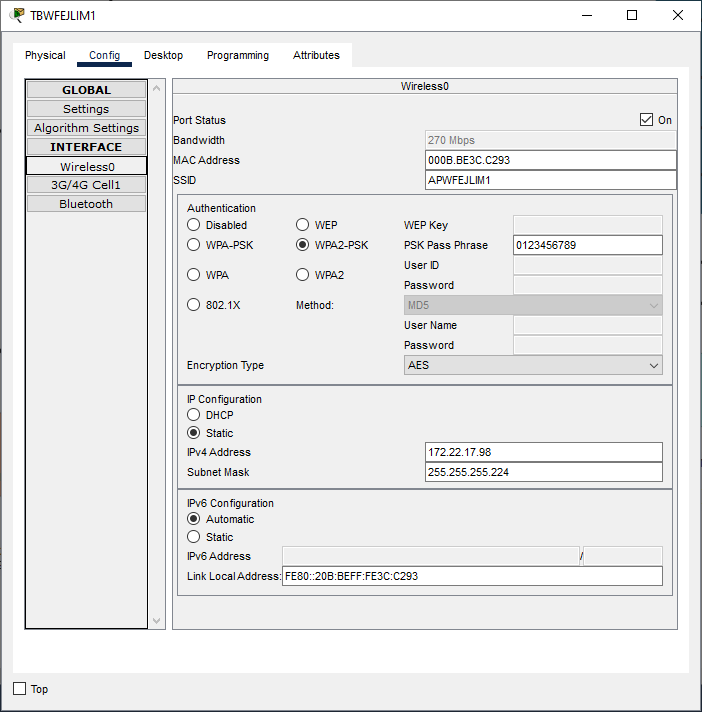 TBWFEJLIM1
Physical Config Desktop Programming Attributes
GLOBAL
Settings
Algorithm Settings
INTERFACE
Wireless0
3G/4G Cell1
Bluetooth
Wireless0
Port Status On
Bandwidth 270 Mbps
MAC Address 000B.BE3C.C293
SSID APWFEJLIM1
Authentication
Disabled WEP WEP Key
WPA-PSK WPA2-PSK PSK Pass Phrase 0123456789
User ID
WPA WPA2
Password
802.1X Method: MD5
User Name
Password
Encryption Type AES
IP Configuration
DHCP
Static
IPv4 Address 172.22.17.98
Subnet Mask 255.255.255.224
IPv6 Configuration
Automatic
Static
IPv6 Address /
Link Local Address: FE80::20B:BEFF:FE3C:C293
Top